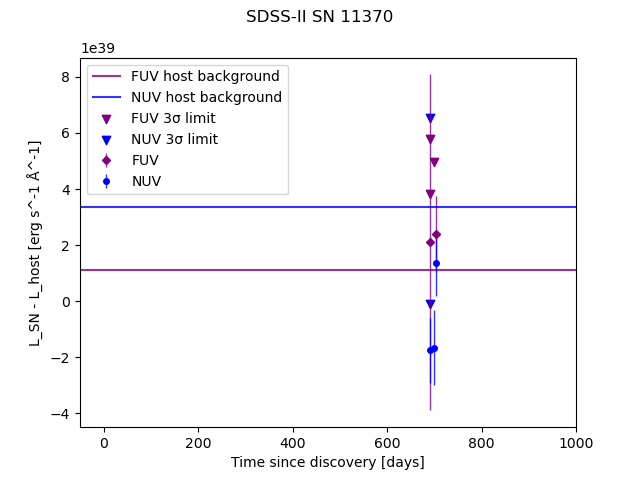 SDSS-II SN 11370
1e39
FUV host background
NUV host background
FUV 3σ limit
NUV 3σ limit
FUV
NUV
8
6
4
2
0
−2
−4
L_SN - L_host [erg s^-1 Å^-1]
0 200 400 600 800 1000
Time since discovery [days]